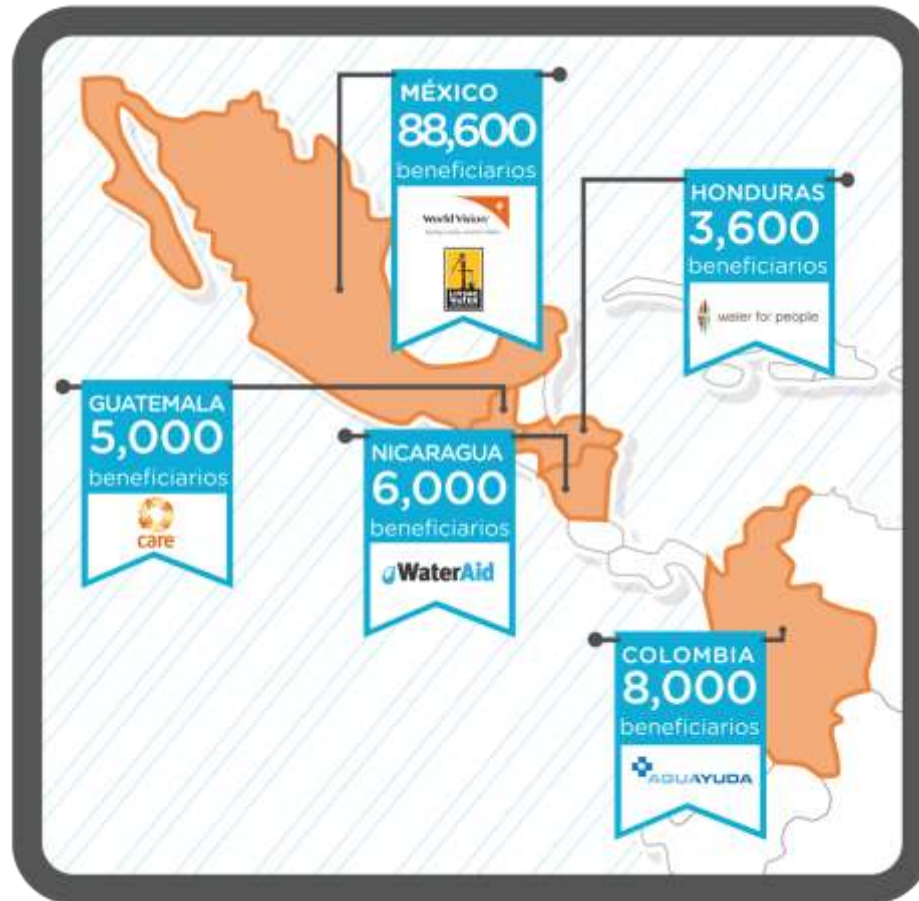 MÉXICO
88,600
beneficiarios
World Vision
HONDURAS
3,600
beneficiarios
water for people
GUATEMALA
5,000
beneficiarios
care
NICARAGUA
6,000
beneficiarios
WaterAid
COLOMBIA
8,000
beneficiarios
AGUAYUDA